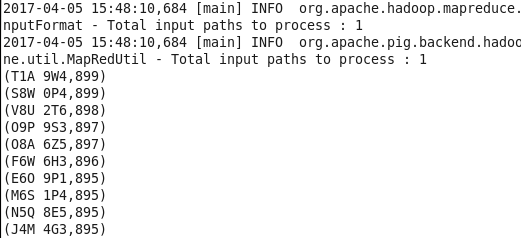 2017-04-05 15:48:10,684 [main] INFO  org.apache.hadoop.mapreduce.
nputFormat - Total input paths to process : 1
2017-04-05 15:48:10,684 [main] INFO  org.apache.pig.backend.hadoo
ne.util.MapRedUtil - Total input paths to process : 1
(T1A 9W4,899)
(S8W 0P4,899)
(V8U 2T6,898)
(O9P 9S3,897)
(O8A 6Z5,897)
(F6W 6H3,896)
(E6O 9P1,895)
(M6S 1P4,895)
(N5Q 8E5,895)
(J4M 4G3,895)